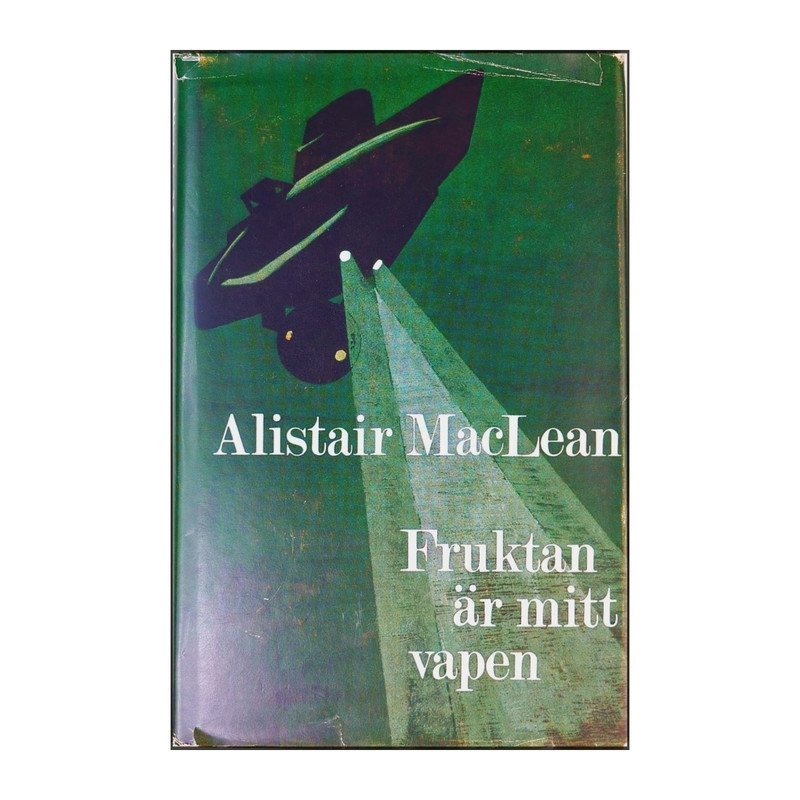 Alistair MacLean
Fruktan
är mitt
vapen